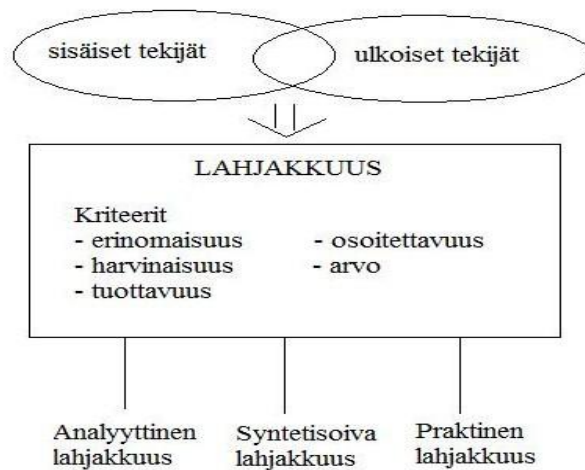 sisäiset tekijät
ulkoiset tekijät
LAHJAKKUUS
Kriteerit
- erinomaisuus
- harvinaisuus
- tuottavuus
- osoitettavuus
- arvo
Analyyttinen
lahjakkuus
Syntetisoiva
lahjakkuus
Praktinen
lahjakkuus